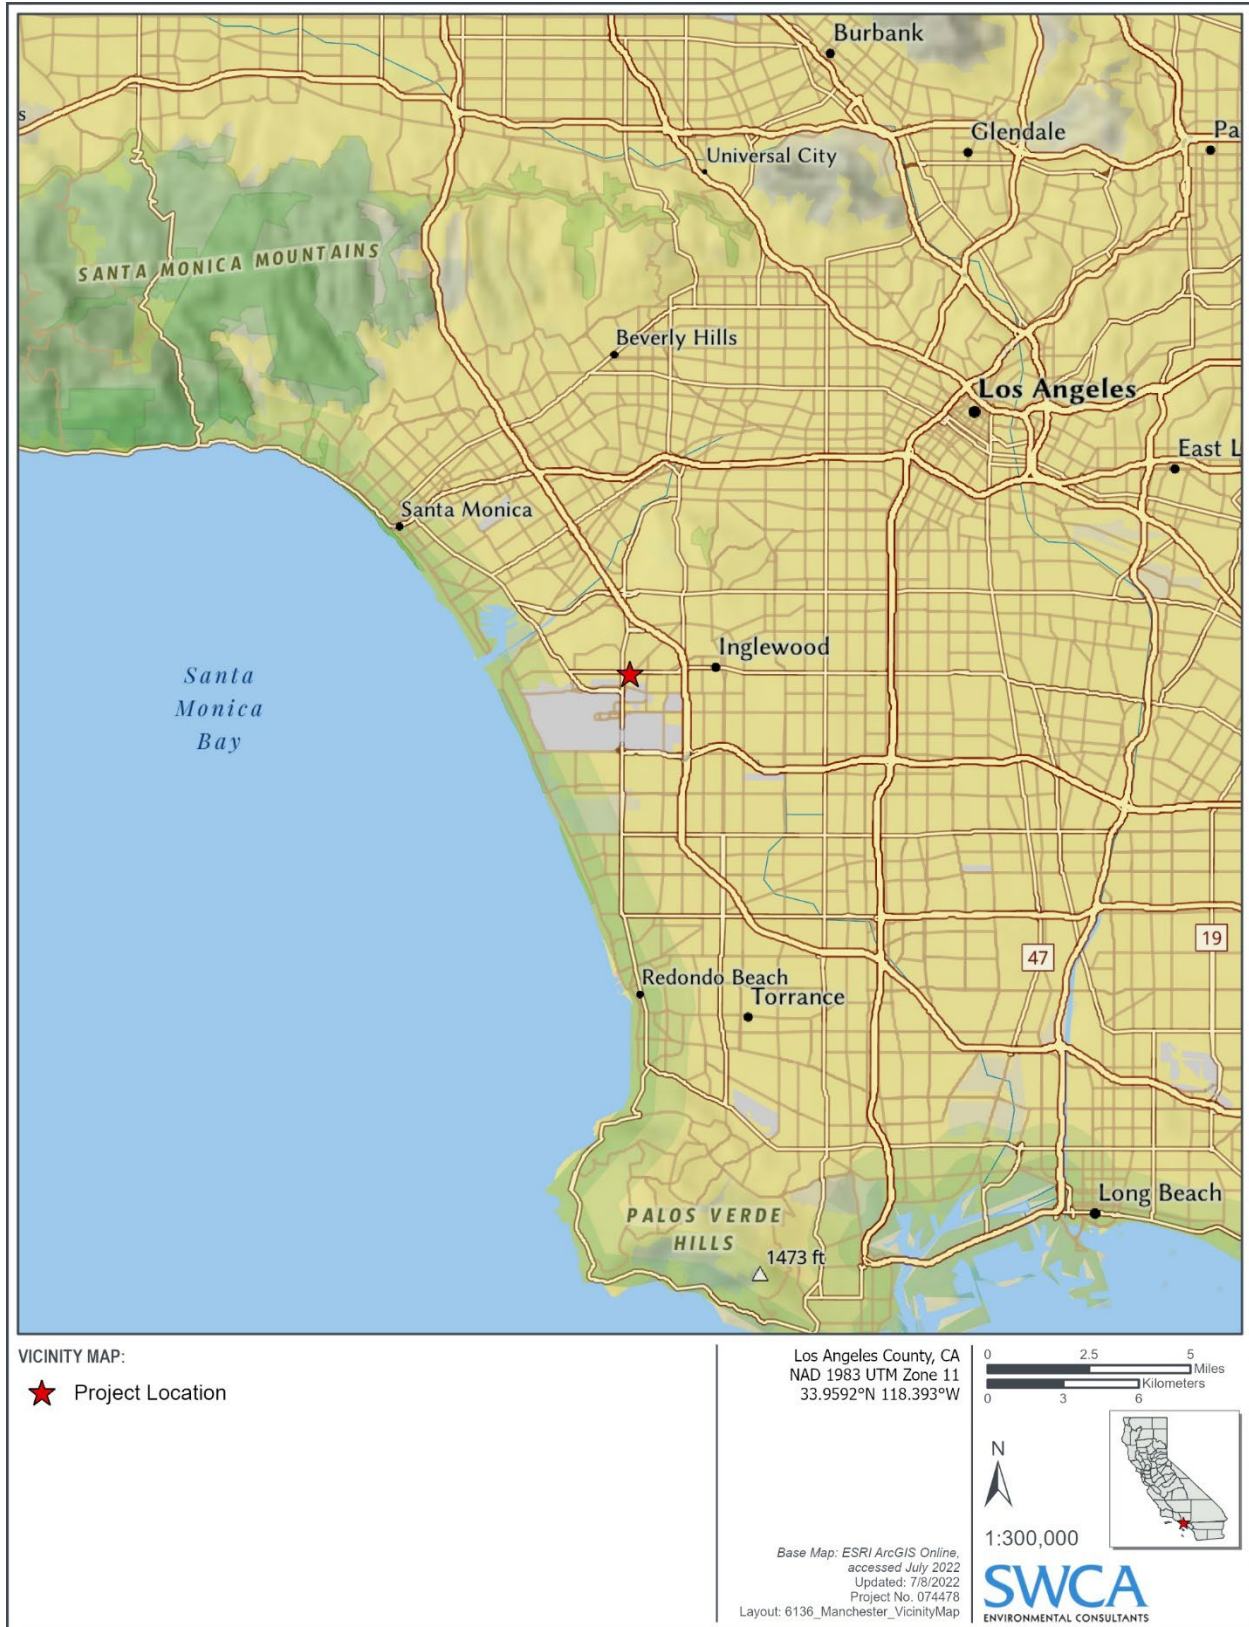 Burbank
s
Glendale
Pa
Universal City
SANTA MONICA MOUNTAINS
Beverly Hills
Los Angeles
East L
Santa Monica
Inglewood
Santa
Monica
Bay
19
47
Redondo Beach
Torrance
Long Beach
PALOS VERDE
HILLS
1473 ft
VICINITY MAP:
Project Location
Los Angeles County, CA
NAD 1983 UTM Zone 11
33.9592°N 118.393°W
Base Map: ESRI ArcGIS Online,
accessed July 2022
Updated: 7/8/2022
Project No. 074478
Layout: 6136_Manchester_VicinityMap
0 2.5 5
Miles
Kilometers
0 3 6
N
1:300,000
SWCA
ENVIRONMENTAL CONSULTANTS